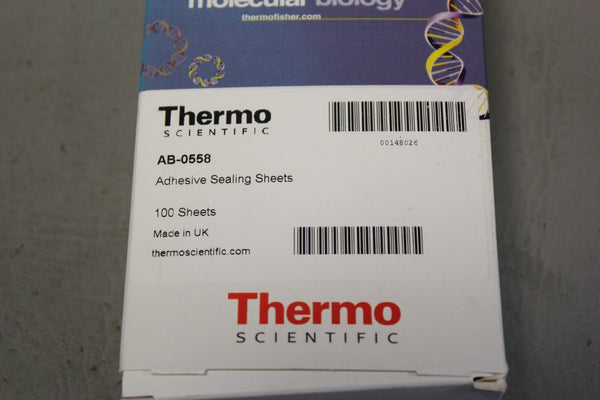 molecular biology
thermofisher.com
Thermo
SCIENTIFIC
00148026
AB-0558
Adhesive Sealing Sheets
100 Sheets
Made in UK
thermoscientific.com
Thermo
SCIENTIFIC